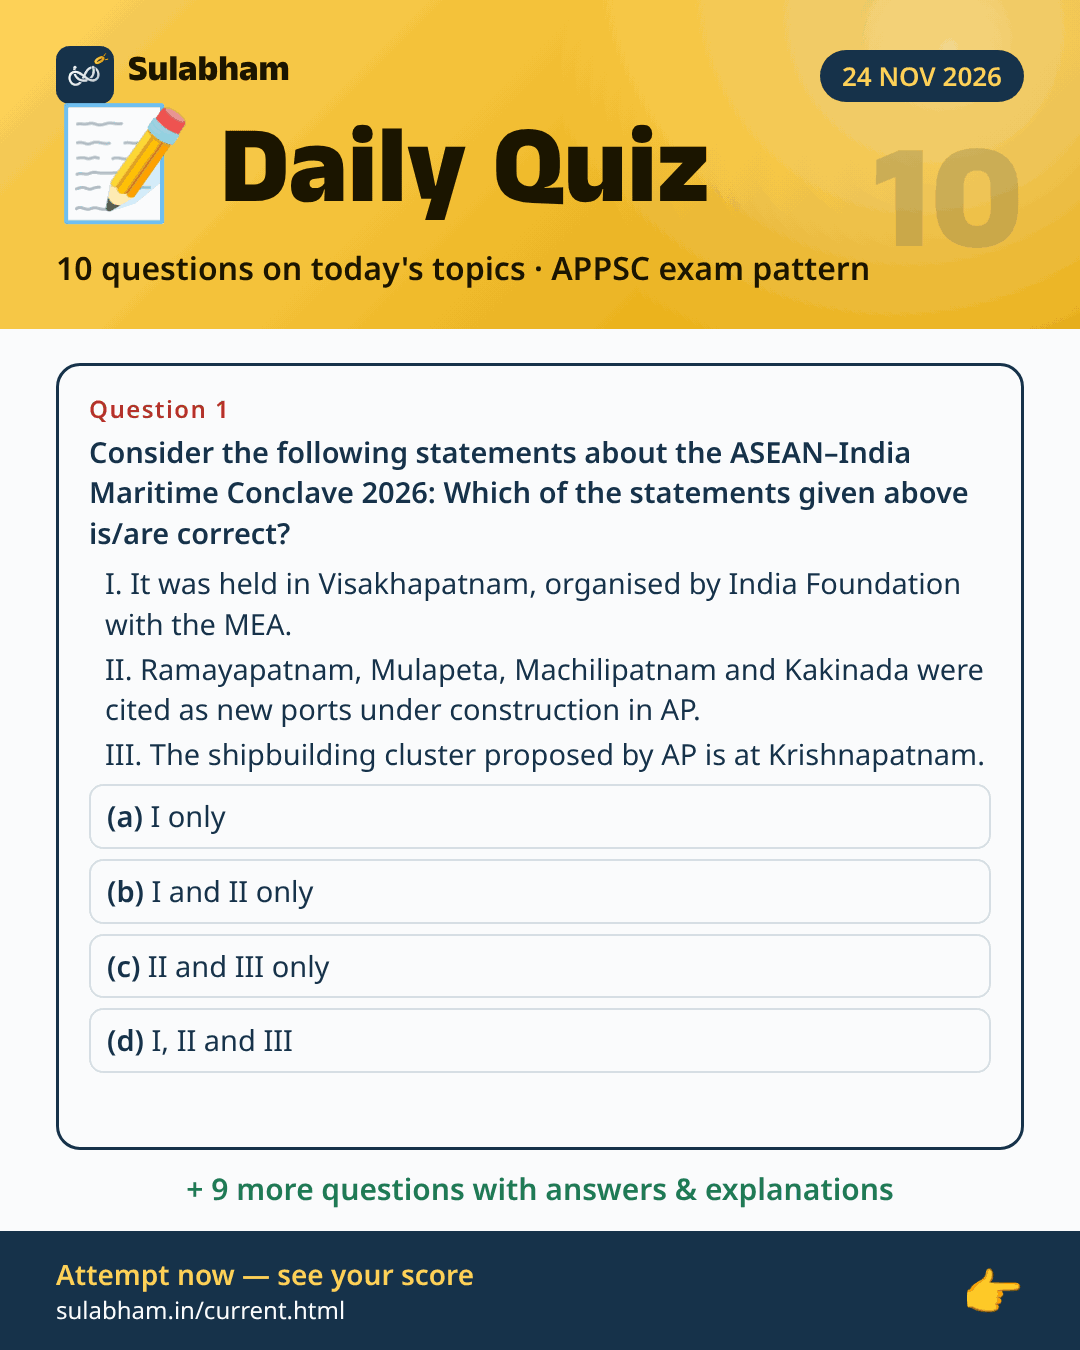 Sulabham
24 NOV 2026
Daily Quiz
10
10 questions on today's topics · APPSC exam pattern
Question 1
Consider the following statements about the ASEAN–India
Maritime Conclave 2026: Which of the statements given above
is/are correct?
I. It was held in Visakhapatnam, organised by India Foundation
with the MEA.
II. Ramayapatnam, Mulapeta, Machilipatnam and Kakinada were
cited as new ports under construction in AP.
III. The shipbuilding cluster proposed by AP is at Krishnapatnam.
(a) I only
(b) I and II only
(c) II and III only
(d) I, II and III
+ 9 more questions with answers & explanations
Attempt now — see your score
sulabham.in/current.html